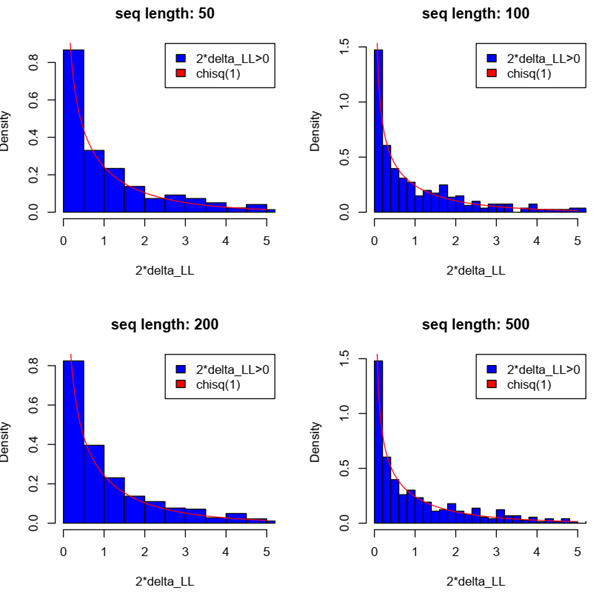 seq length: 50
2*delta_LL>0
chisq(1)
Density
0.0 0.2 0.4 0.6 0.8
0 1 2 3 4 5
2*delta_LL
seq length: 100
2*delta_LL>0
chisq(1)
Density
0.0 0.5 1.0 1.5
0 1 2 3 4 5
2*delta_LL
seq length: 200
2*delta_LL>0
chisq(1)
Density
0.0 0.2 0.4 0.6 0.8
0 1 2 3 4 5
2*delta_LL
seq length: 500
2*delta_LL>0
chisq(1)
Density
0.0 0.5 1.0 1.5
0 1 2 3 4 5
2*delta_LL